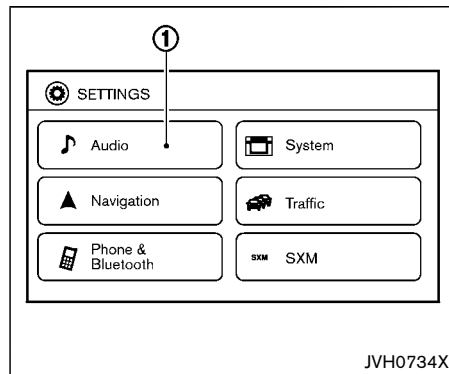 ①
SETTINGS
Audio
System
Navigation
Traffic
Phone &
Bluetooth
SXM SXM
JVH0734X